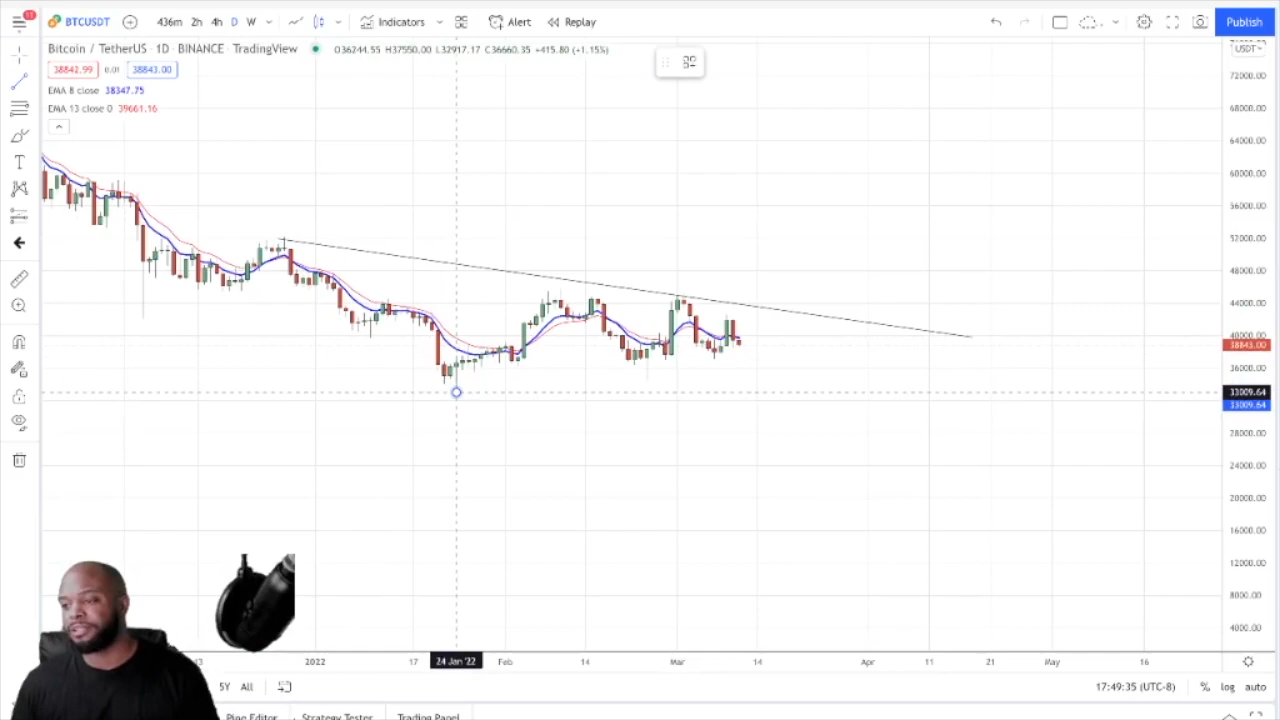 11
BTCUSDT 436m 2h 4h D W Indicators Alert Replay Publish
Bitcoin / TetherUS 1D BINANCE TradingView O36244.55 H37550.00 L32917.17 C36660.35 +415.80 (+1.15%)
USDT
38842.99 0.01 38843.00
72000.00
EMA 8 close 38347.75
EMA 13 close 0 39661.16
68000.00
64000.00
60000.00
56000.00
52000.00
48000.00
44000.00
40000.00
38843.00
36000.00
33009.64
33009.64
28000.00
24000.00
20000.00
16000.00
12000.00
8000.00
4000.00
13 2022 17 24 Jan '22 Feb 14 Mar 14 Apr 11 21 May 16
5Y All 17:49:35 (UTC-8) % log auto
Pine Editor Strategy Tester Trading Panel